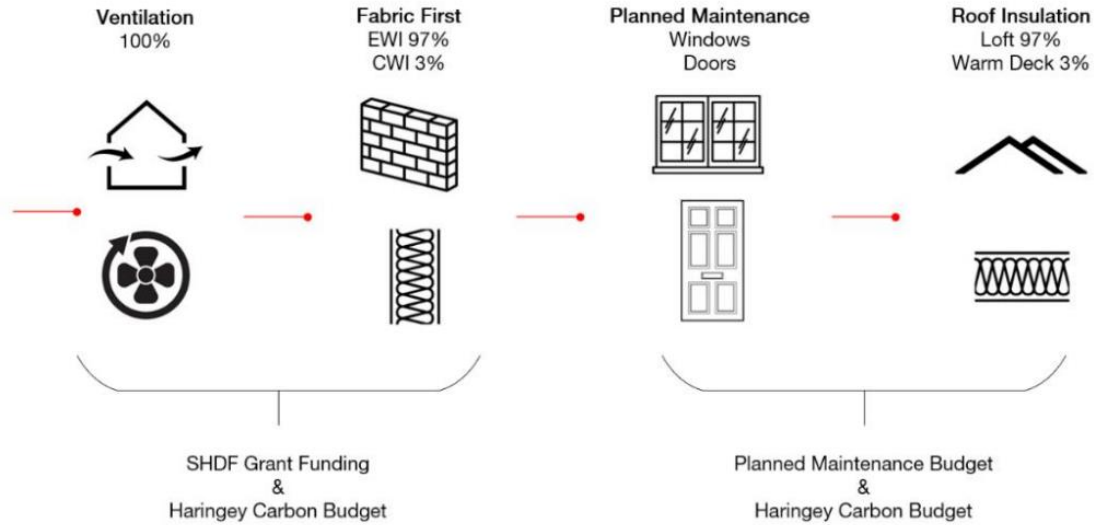 Ventilation
100%
Fabric First
EWI 97%
CWI 3%
Planned Maintenance
Windows
Doors
Roof Insulation
Loft 97%
Warm Deck 3%
SHDF Grant Funding
&
Haringey Carbon Budget
Planned Maintenance Budget
&
Haringey Carbon Budget